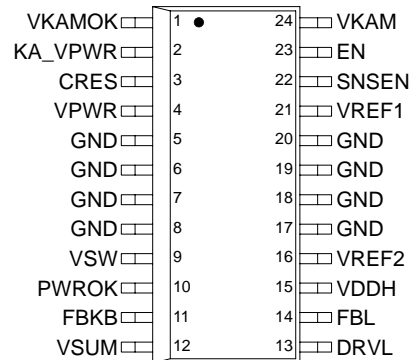 VKAMOK 1 24 VKAM
KA_VPWR 2 23 EN
CRES 3 22 SNSEN
VPWR 4 21 VREF1
GND 5 20 GND
GND 6 19 GND
GND 7 18 GND
GND 8 17 GND
VSW 9 16 VREF2
PWROK 10 15 VDDH
FBKB 11 14 FBL
VSUM 12 13 DRVL